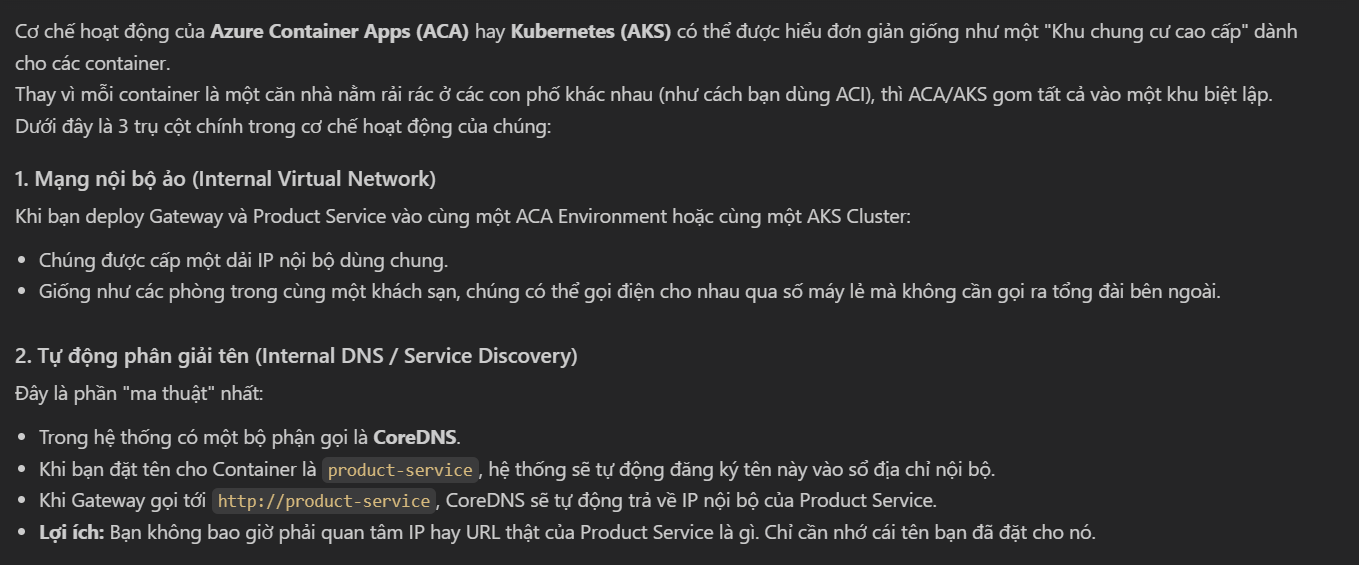 Cơ chế hoạt động của Azure Container Apps (ACA) hay Kubernetes (AKS) có thể được hiểu đơn giản giống như một "Khu chung cư cao cấp" dành
cho các container.
Thay vì mỗi container là một căn nhà nằm rải rác ở các con phố khác nhau (như cách bạn dùng ACI), thì ACA/AKS gom tất cả vào một khu biệt lập.
Dưới đây là 3 trụ cột chính trong cơ chế hoạt động của chúng:
1. Mạng nội bộ ảo (Internal Virtual Network)
Khi bạn deploy Gateway và Product Service vào cùng một ACA Environment hoặc cùng một AKS Cluster:
• Chúng được cấp một dải IP nội bộ dùng chung.
• Giống như các phòng trong cùng một khách sạn, chúng có thể gọi điện cho nhau qua số máy lẻ mà không cần gọi ra tổng đài bên ngoài.
2. Tự động phân giải tên (Internal DNS / Service Discovery)
Đây là phần "ma thuật" nhất:
• Trong hệ thống có một bộ phận gọi là CoreDNS.
• Khi bạn đặt tên cho Container là product-service, hệ thống sẽ tự động đăng ký tên này vào sổ địa chỉ nội bộ.
• Khi Gateway gọi tới http://product-service, CoreDNS sẽ tự động trả về IP nội bộ của Product Service.
• Lợi ích: Bạn không bao giờ phải quan tâm IP hay URL thật của Product Service là gì. Chỉ cần nhớ cái tên bạn đã đặt cho nó.